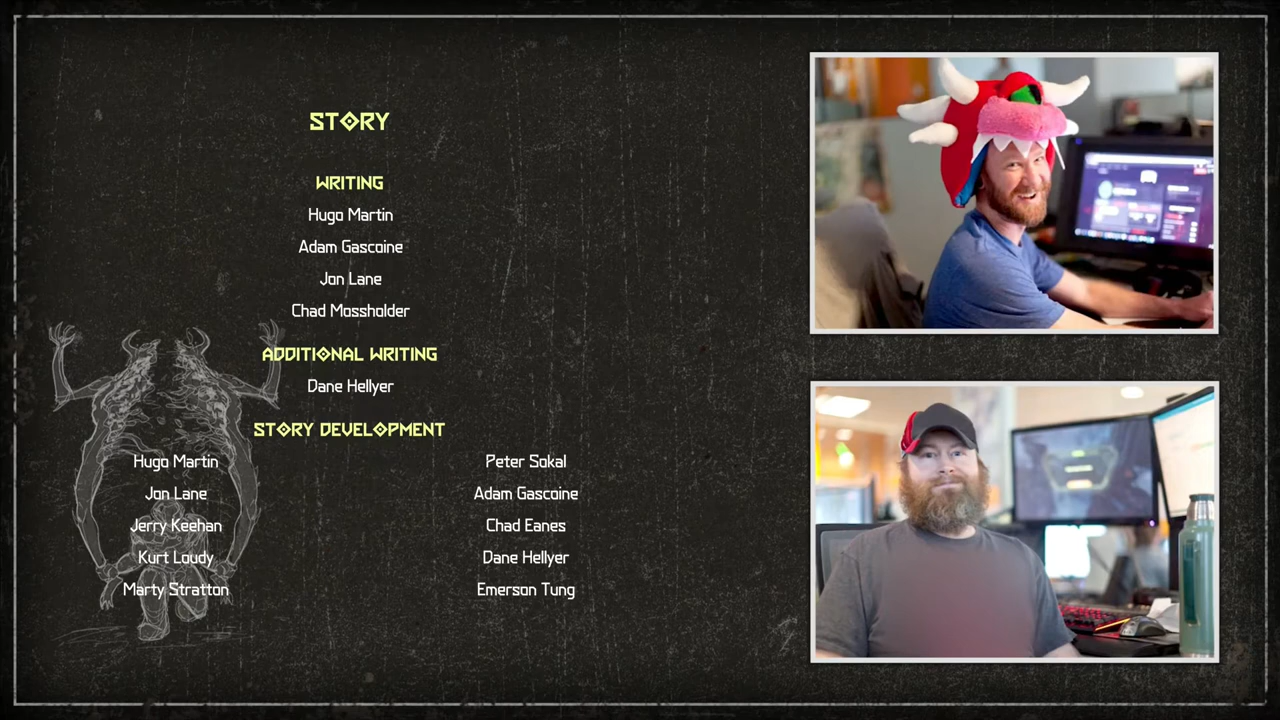 STORY
WRITING
Hugo Martin
Adam Gascoine
Jon Lane
Chad Mossholder
ADDITIONAL WRITING
Dane Hellyer
STORY DEVELOPMENT
Hugo Martin
Jon Lane
Jerry Keehan
Kurt Loudy
Marty Stratton
Peter Sokal
Adam Gascoine
Chad Eanes
Dane Hellyer
Emerson Tung